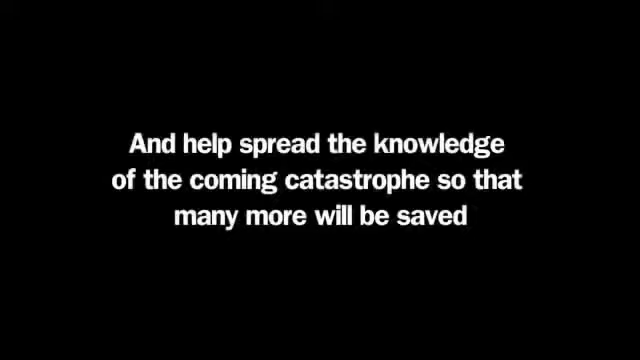 And help spread the knowledge
of the coming catastrophe so that
many more will be saved